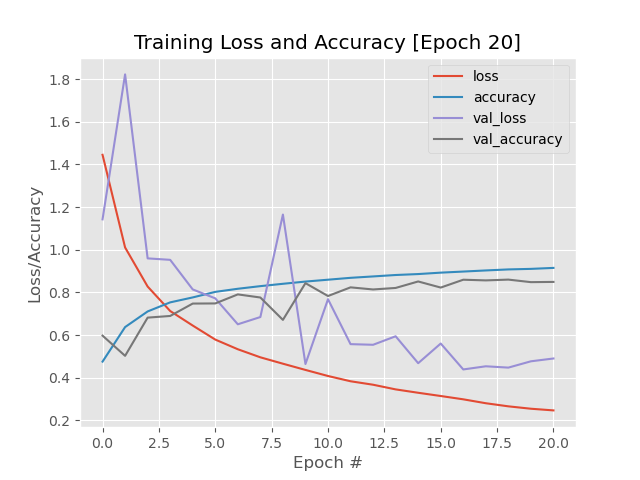 Training Loss and Accuracy [Epoch 20]
loss
accuracy
val_loss
val_accuracy
1.8
1.6
1.4
1.2
1.0
0.8
0.6
0.4
0.2
Loss/Accuracy
0.0 2.5 5.0 7.5 10.0 12.5 15.0 17.5 20.0
Epoch #